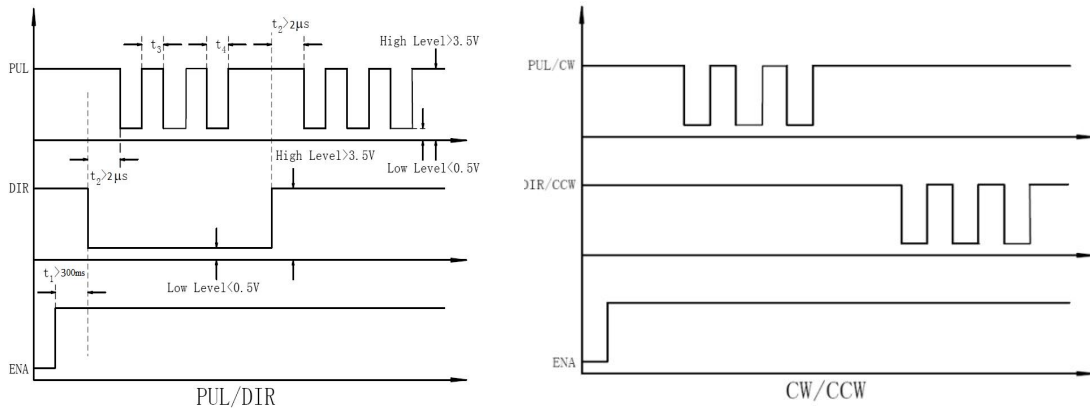 t₂>2μs
t₃
t₄
High Level>3.5V
PUL
Low Level<0.5V
t₂>2μs
High Level>3.5V
DIR
t₁>300ms
Low Level<0.5V
ENA
PUL/DIR
PUL/CW
DIR/CCW
ENA
CW/CCW